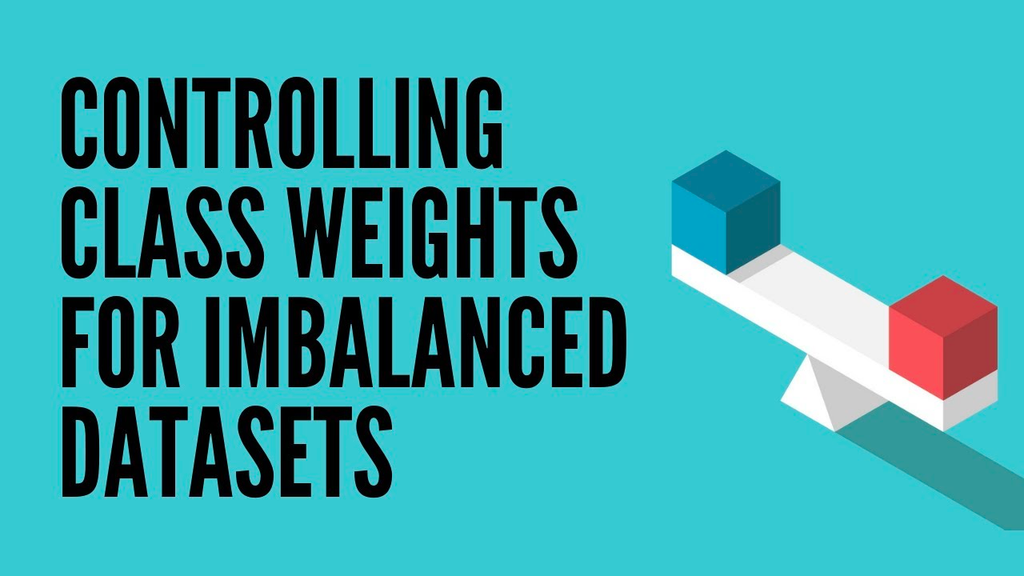 CONTROLLING
CLASS WEIGHTS
FOR IMBALANCED
DATASETS